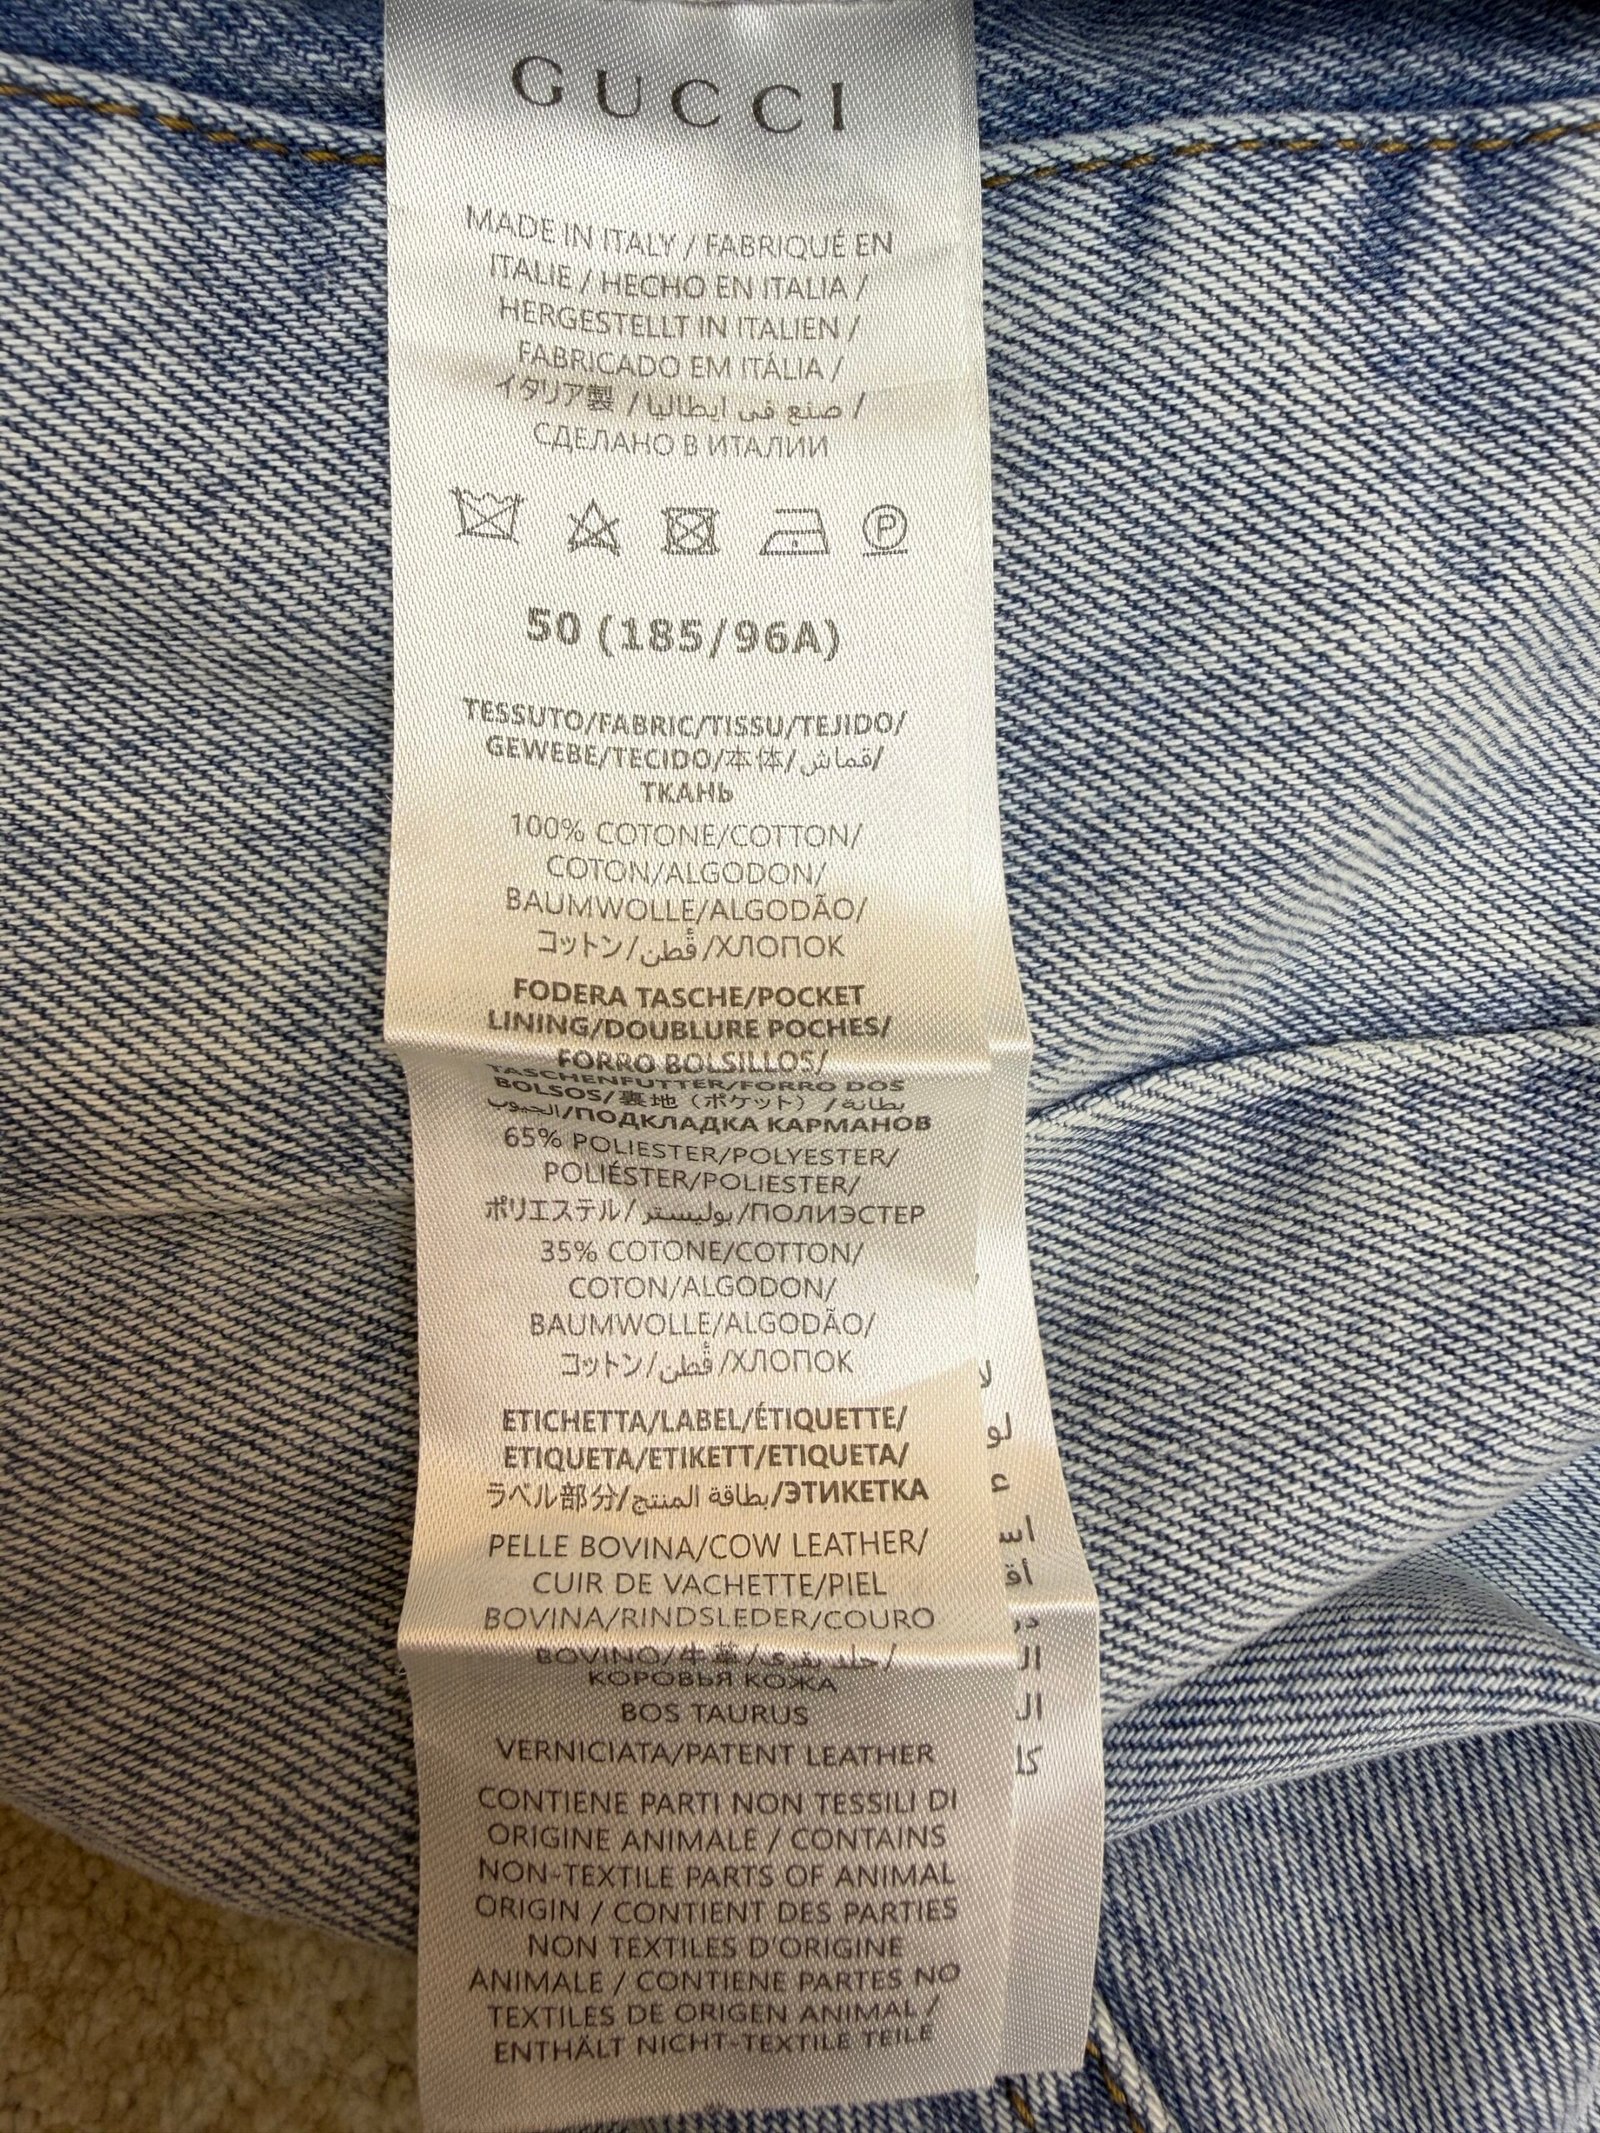 GUCCI
MADE IN ITALY / FABRIQUÉ EN
ITALIE / HECHO EN ITALIA /
HERGESTELLT IN ITALIEN /
FABRICADO EM ITÁLIA /
イタリア製 / صنع في ايطاليا /
СДЕЛАНО В ИТАЛИИ
P
50 (185/96A)
TESSUTO/FABRIC/TISSU/TEJIDO/
GEWEBE/TECIDO/本体/قماش/
ТКАНЬ
100% COTONE/COTTON/
COTON/ALGODON/
BAUMWOLLE/ALGODÃO/
コットン/قُطن/ХЛОПОК
FODERA TASCHE/POCKET
LINING/DOUBLURE POCHES/
FORRO BOLSILLOS/
TASCHENFUTTER/FORRO DOS
BOLSOS/裏地（ポケット）/بطانة
الجيوب/ПОДКЛАДКА КАРМАНОВ
65% POLIESTER/POLYESTER/
POLIÉSTER/POLIESTER/
ポリエステル/بوليستر/ПОЛИЭСТЕР
35% COTONE/COTTON/
COTON/ALGODON/
BAUMWOLLE/ALGODÃO/
コットン/قُطن/ХЛОПОК
ETICHETTA/LABEL/ÉTIQUETTE/
ETIQUETA/ETIKETT/ETIQUETA/
ラベル部分/بطاقة المنتج/ЭТИКЕТКА
PELLE BOVINA/COW LEATHER/
CUIR DE VACHETTE/PIEL
BOVINA/RINDSLEDER/COURO
BOVINO/牛革/جلد بقري/
КОРОВЬЯ КОЖА
BOS TAURUS
VERNICIATA/PATENT LEATHER
CONTIENE PARTI NON TESSILI DI
ORIGINE ANIMALE / CONTAINS
NON-TEXTILE PARTS OF ANIMAL
ORIGIN / CONTIENT DES PARTIES
NON TEXTILES D'ORIGINE
ANIMALE / CONTIENE PARTES NO
TEXTILES DE ORIGEN ANIMAL /
ENTHÄLT NICHT-TEXTILE TEILE